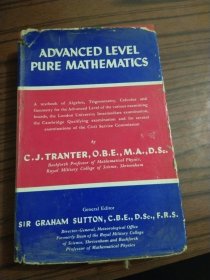 ADVANCED LEVEL
PURE MATHEMATICS
A textbook of Algebra, Trigonometry, Calculus and
Geometry for the Advanced Level of the various examining
boards, the London University Intermediate examination,
the Cambridge Qualifying examination and for several
examinations of the Civil Service Commission
by
C.J. TRANTER, O.B.E., M.A., D.Sc.
Bashforth Professor of Mathematical Physics,
Royal Military College of Science, Shrivenham
General Editor
SIR GRAHAM SUTTON, C.B.E., D.Sc., F.R.S.
Director-General, Meteorological Office
Formerly Dean of the Royal Military College
of Science, Shrivenham and Bashforth
Professor of Mathematical Physics